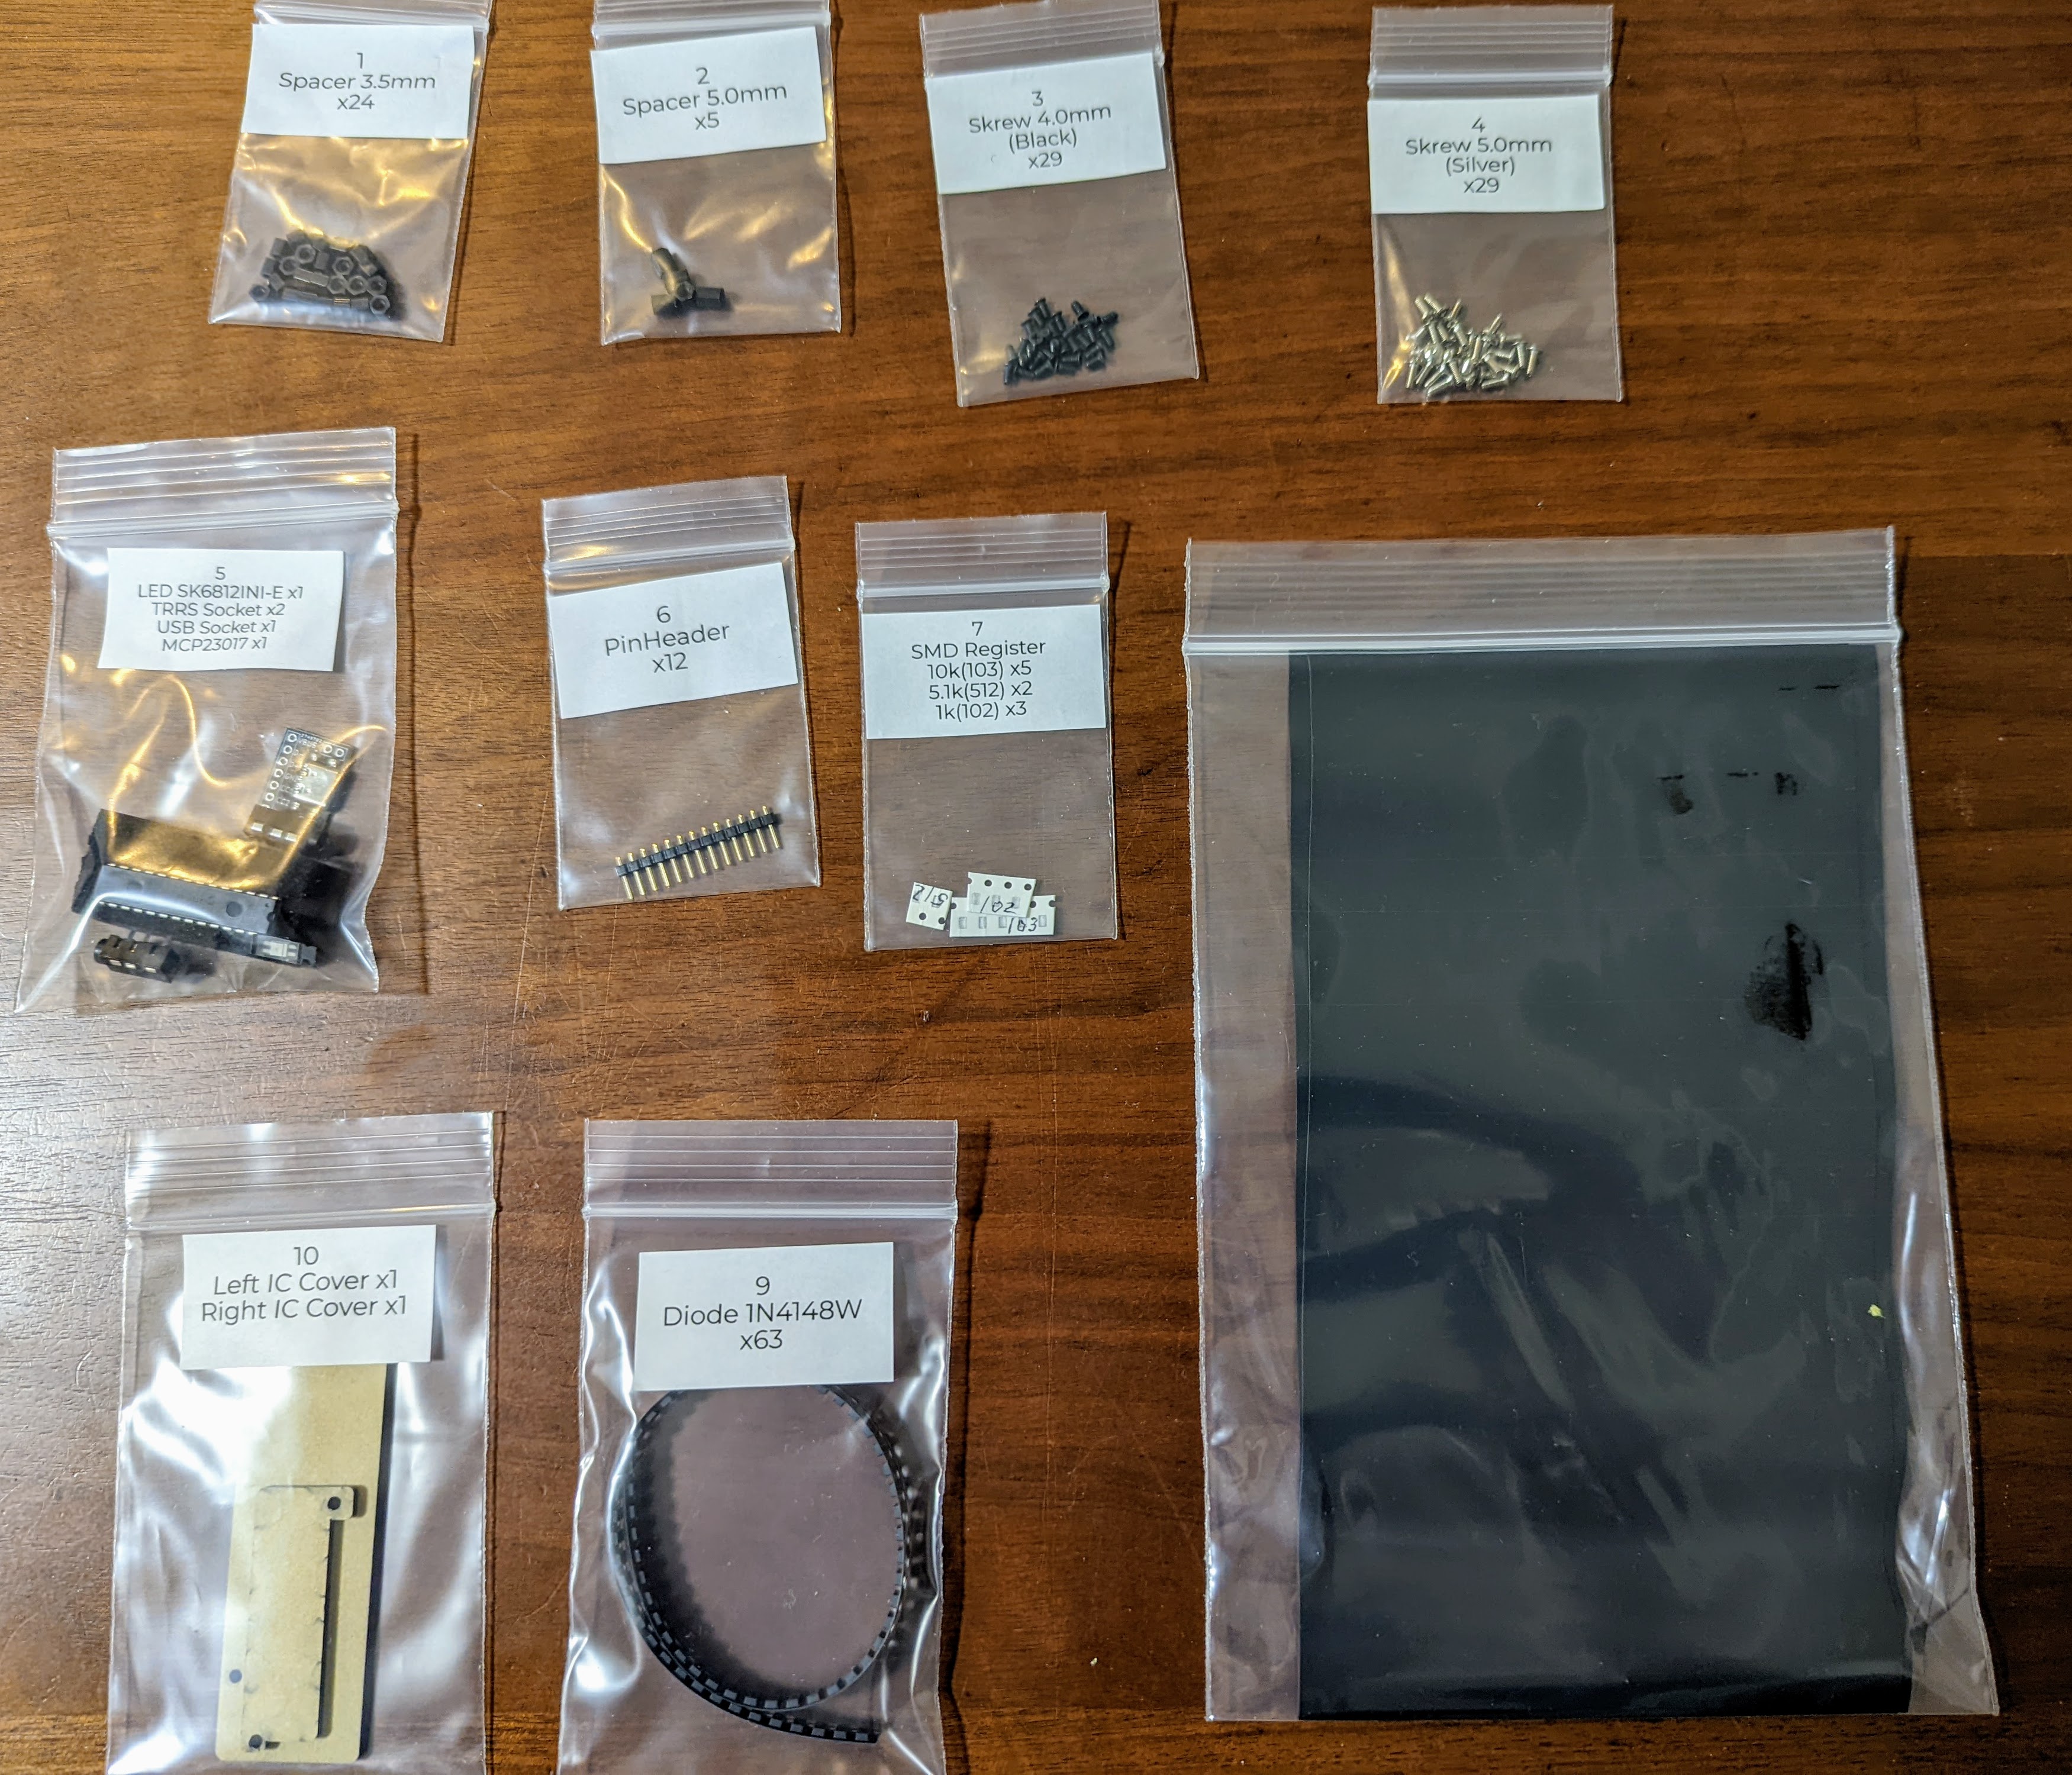 1
Spacer 3.5mm
x24
2
Spacer 5.0mm
x5
3
Skrew 4.0mm
(Black)
x29
4
Skrew 5.0mm
(Silver)
x29
5
LED SK6812INI-E x1
TRRS Socket x2
USB Socket x1
MCP23017 x1
6
PinHeader
x12
7
SMD Register
10k(103) x5
5.1k(512) x2
1k(102) x3
512
102
103
10
Left IC Cover x1
Right IC Cover x1
9
Diode 1N4148W
x63